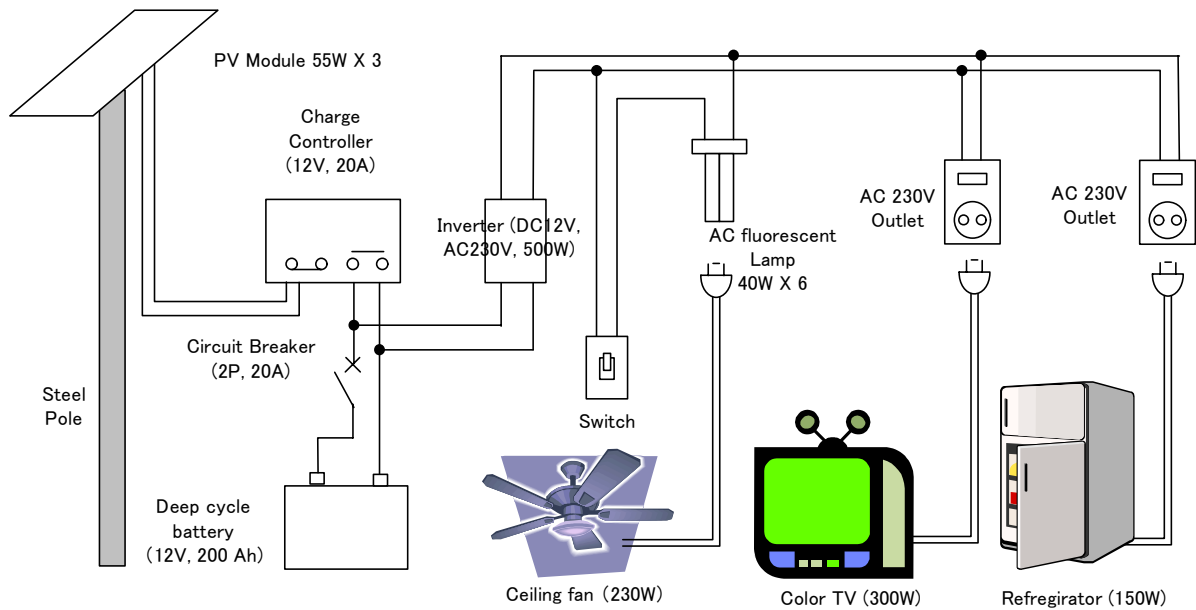 PV Module 55W X 3
Charge
Controller
(12V, 20A)
Inverter (DC12V,
AC230V, 500W)
AC fluorescent
Lamp
40W X 6
AC 230V
Outlet
AC 230V
Outlet
Circuit Breaker
(2P, 20A)
Steel
Pole
Switch
Deep cycle
battery
(12V, 200 Ah)
Ceiling fan (230W)
Color TV (300W)
Refregirator (150W)